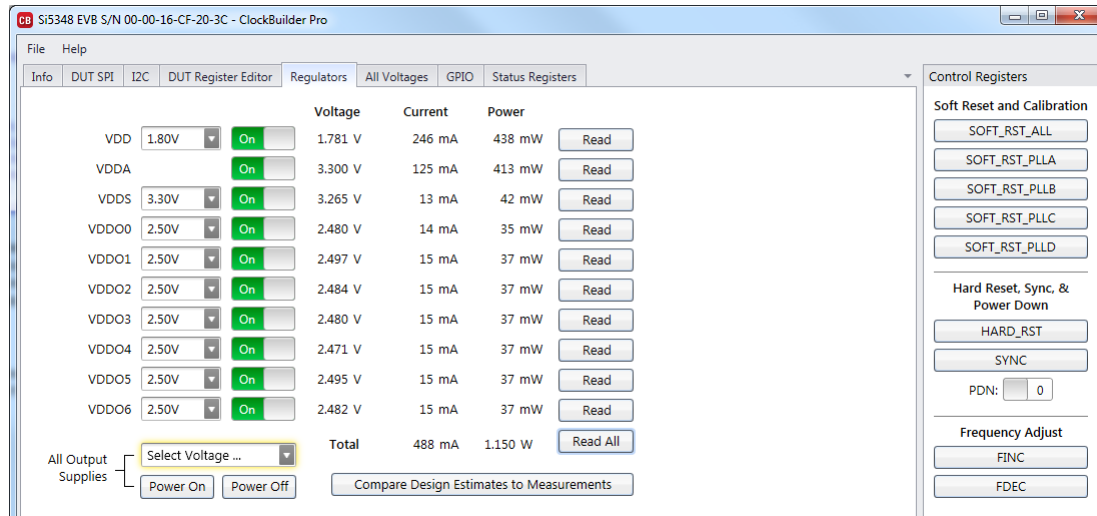 CB Si5348 EVB S/N 00-00-16-CF-20-3C - ClockBuilder Pro
File Help
Info DUT SPI I2C DUT Register Editor Regulators All Voltages GPIO Status Registers
Voltage Current Power
VDD 1.80V On 1.781 V 246 mA 438 mW Read
VDDA On 3.300 V 125 mA 413 mW Read
VDDS 3.30V On 3.265 V 13 mA 42 mW Read
VDDO0 2.50V On 2.480 V 14 mA 35 mW Read
VDDO1 2.50V On 2.497 V 15 mA 37 mW Read
VDDO2 2.50V On 2.484 V 15 mA 37 mW Read
VDDO3 2.50V On 2.480 V 15 mA 37 mW Read
VDDO4 2.50V On 2.471 V 15 mA 37 mW Read
VDDO5 2.50V On 2.495 V 15 mA 37 mW Read
VDDO6 2.50V On 2.482 V 15 mA 37 mW Read
Total 488 mA 1.150 W Read All
All Output
Supplies
Select Voltage ...
Power On Power Off
Compare Design Estimates to Measurements
Control Registers
Soft Reset and Calibration
SOFT_RST_ALL
SOFT_RST_PLLA
SOFT_RST_PLLB
SOFT_RST_PLLC
SOFT_RST_PLLD
Hard Reset, Sync, &
Power Down
HARD_RST
SYNC
PDN: 0
Frequency Adjust
FINC
FDEC